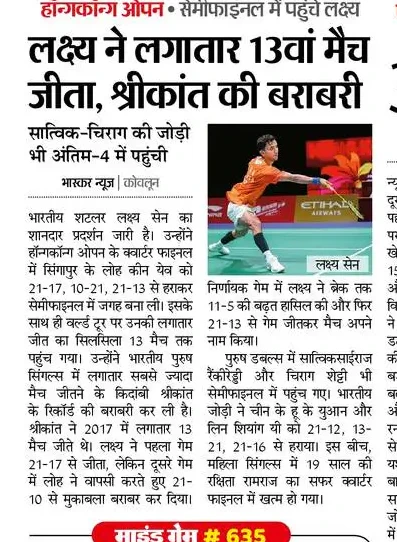 हॉन्गकॉन्ग ओपन • सेमीफाइनल में पहुंचे लक्ष्य
लक्ष्य ने लगातार 13वां मैच
जीता, श्रीकांत की बराबरी
सात्विक-चिराग की जोड़ी
भी अंतिम-4 में पहुंची
भास्कर न्यूज | कोवलून
भारतीय शटलर लक्ष्य सेन का
शानदार प्रदर्शन जारी है। उन्होंने
हॉन्गकॉन्ग ओपन के क्वार्टर फाइनल
में सिंगापुर के लोह कीन येव को
21-17, 10-21, 21-13 से हराकर
सेमीफाइनल में जगह बना ली। इसके
साथ ही वर्ल्ड टूर पर उनकी लगातार
जीत का सिलसिला 13 मैच तक
पहुंच गया। उन्होंने भारतीय पुरुष
सिंगल्स में लगातार सबसे ज्यादा
मैच जीतने के किदांबी श्रीकांत
के रिकॉर्ड की बराबरी कर ली है।
श्रीकांत ने 2017 में लगातार 13
मैच जीते थे। लक्ष्य ने पहला गेम
21-17 से जीता, लेकिन दूसरे गेम
में लोह ने वापसी करते हुए 21-
10 से मुकाबला बराबर कर दिया।
ETIHAD
AIRWAYS
लक्ष्य सेन
निर्णायक गेम में लक्ष्य ने ब्रेक तक
11-5 की बढ़त हासिल की और फिर
21-13 से गेम जीतकर मैच अपने
नाम किया।
पुरुष डबल्स में सात्विकसाईराज
रैंकीरेड्डी और चिराग शेट्टी भी
सेमीफाइनल में पहुंच गए। भारतीय
जोड़ी ने चीन के हू के युआन और
लिन शियांग यी को 21-12, 13-
21, 21-16 से हराया। इस बीच,
महिला सिंगल्स में 19 साल की
रक्षिता रामराज का सफर क्वार्टर
फाइनल में खत्म हो गया।
माइंड गेम # 635